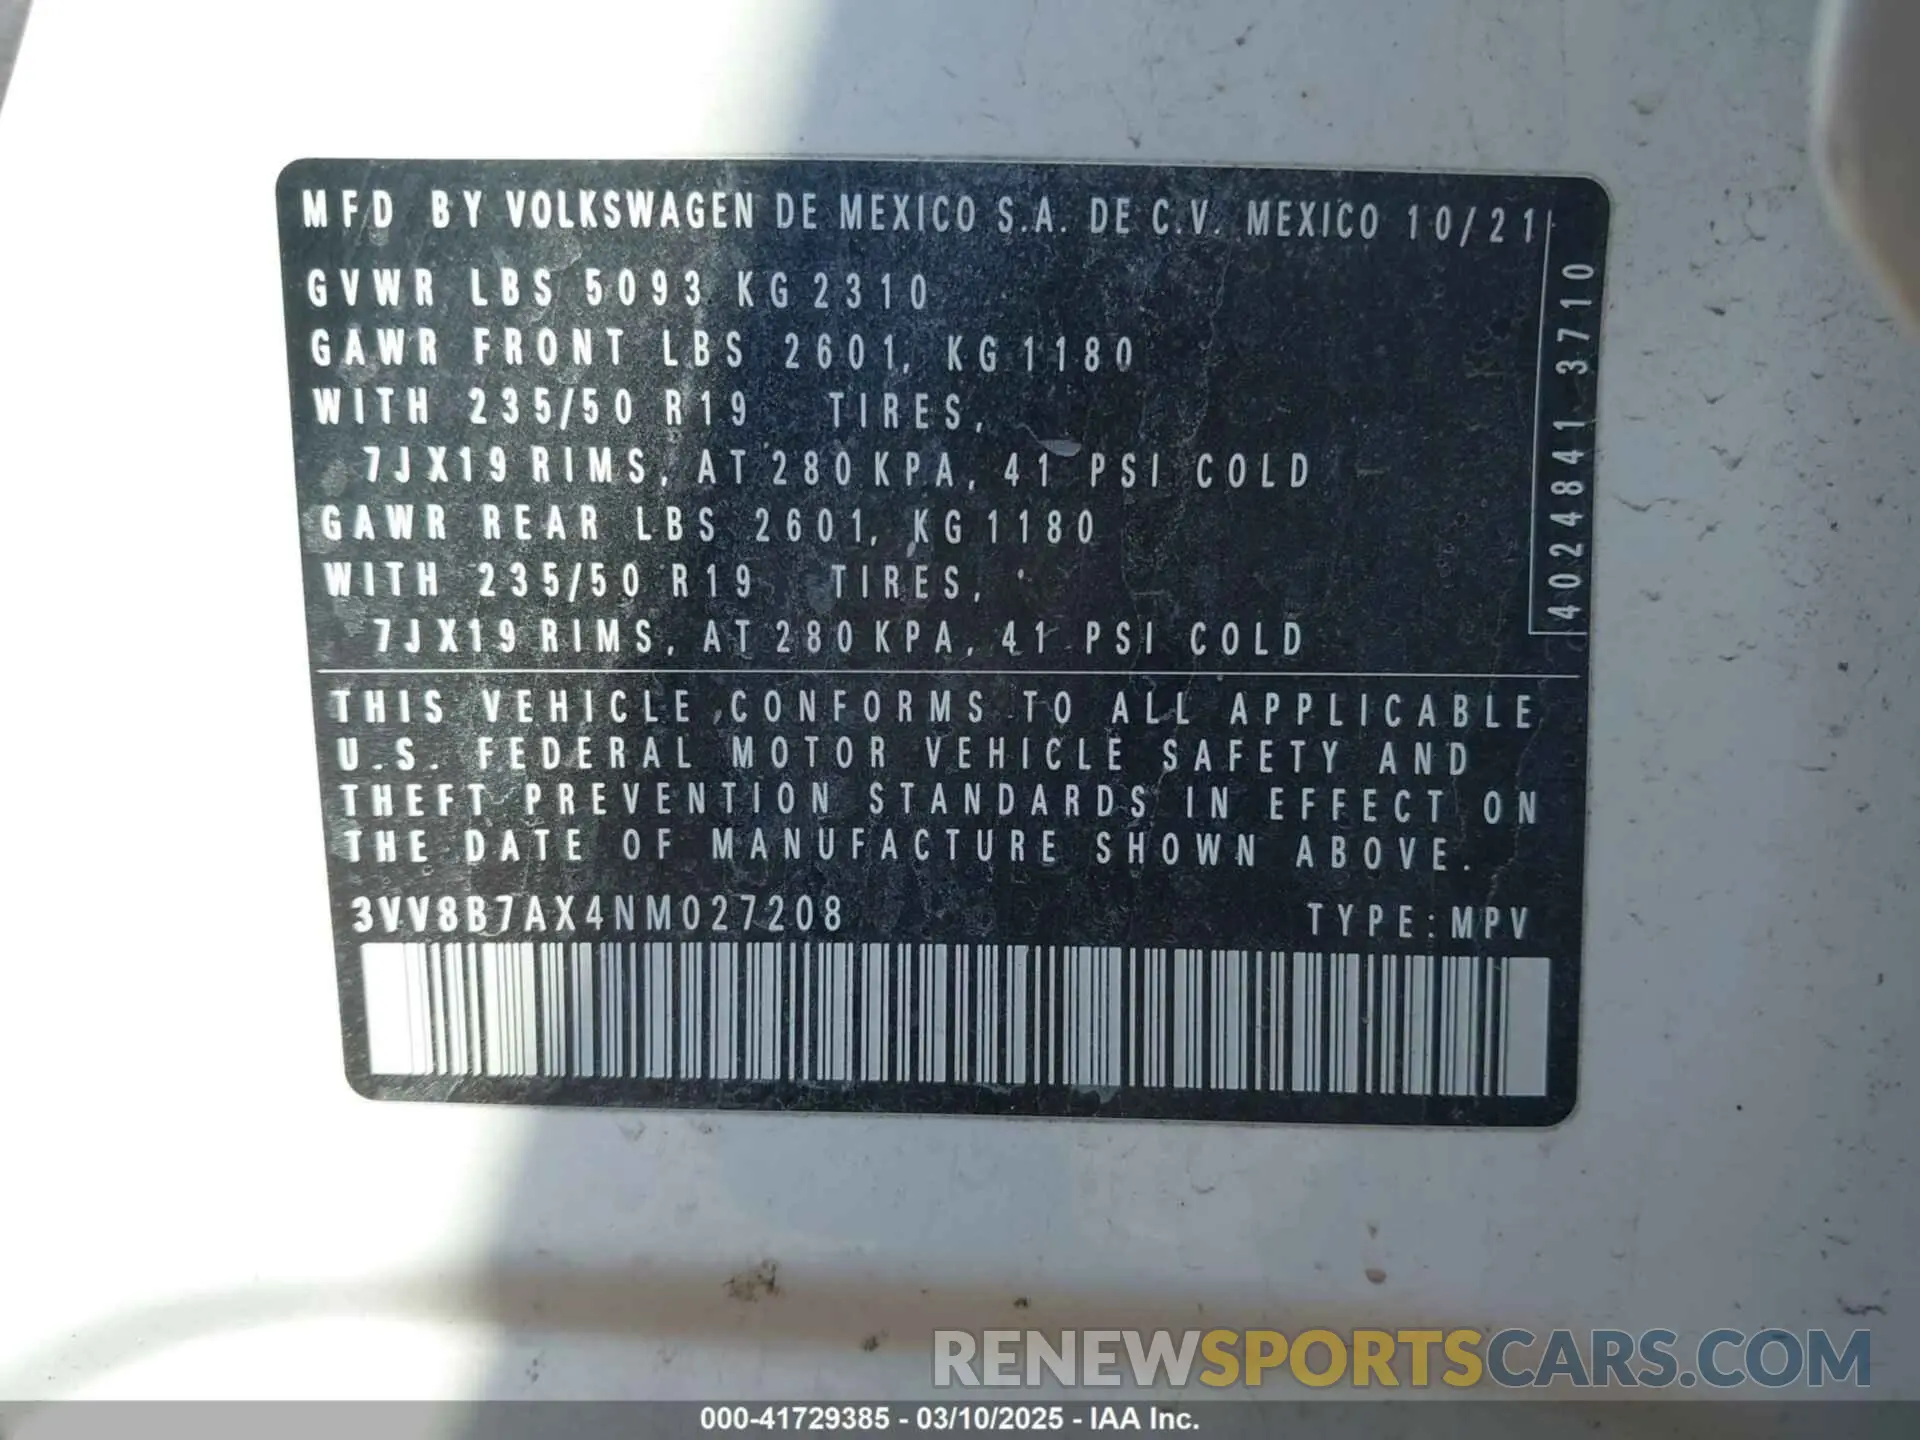 MFD BY VOLKSWAGEN DE MEXICO S.A. DE C.V. MEXICO 10/21
GVWR LBS 5093 KG 2310
GAWR FRONT LBS 2601, KG 1180
WITH 235/50 R19 TIRES,
7JX19 RIMS, AT 280 KPA, 41 PSI COLD
GAWR REAR LBS 2601, KG 1180
WITH 235/50 R19 TIRES,
7JX19 RIMS, AT 280 KPA, 41 PSI COLD
4024841 3710
THIS VEHICLE CONFORMS TO ALL APPLICABLE
U.S. FEDERAL MOTOR VEHICLE SAFETY AND
THEFT PREVENTION STANDARDS IN EFFECT ON
THE DATE OF MANUFACTURE SHOWN ABOVE.
3VV8B7AX4NM027208 TYPE: MPV
RENEWSPORTSCARS.COM
000-41729385 - 03/10/2025 - IAA Inc.